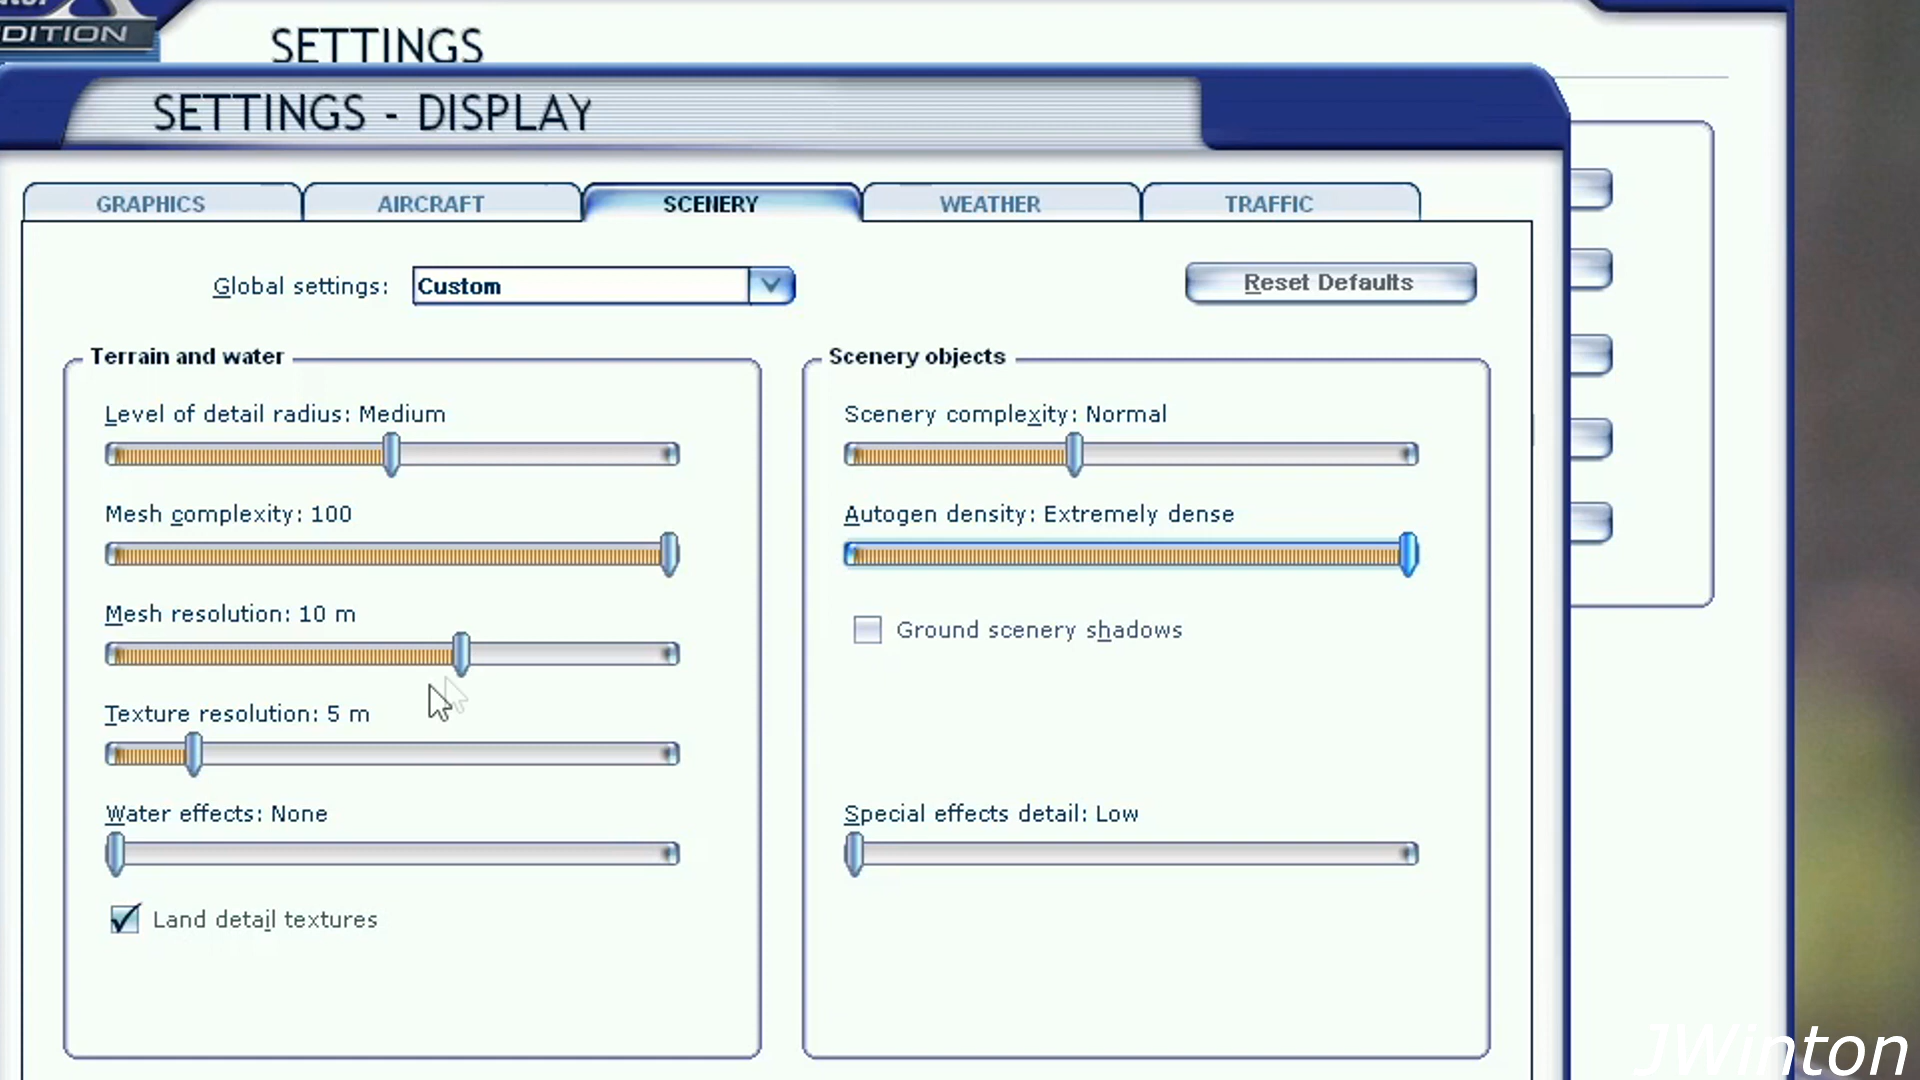 DITION
SETTINGS
SETTINGS - DISPLAY
GRAPHICS
AIRCRAFT
SCENERY
WEATHER
TRAFFIC
Global settings: Custom
Reset Defaults
Terrain and water
Level of detail radius: Medium
Mesh complexity: 100
Mesh resolution: 10 m
Texture resolution: 5 m
Water effects: None
Land detail textures
Scenery objects
Scenery complexity: Normal
Autogen density: Extremely dense
Ground scenery shadows
Special effects detail: Low
JWinton